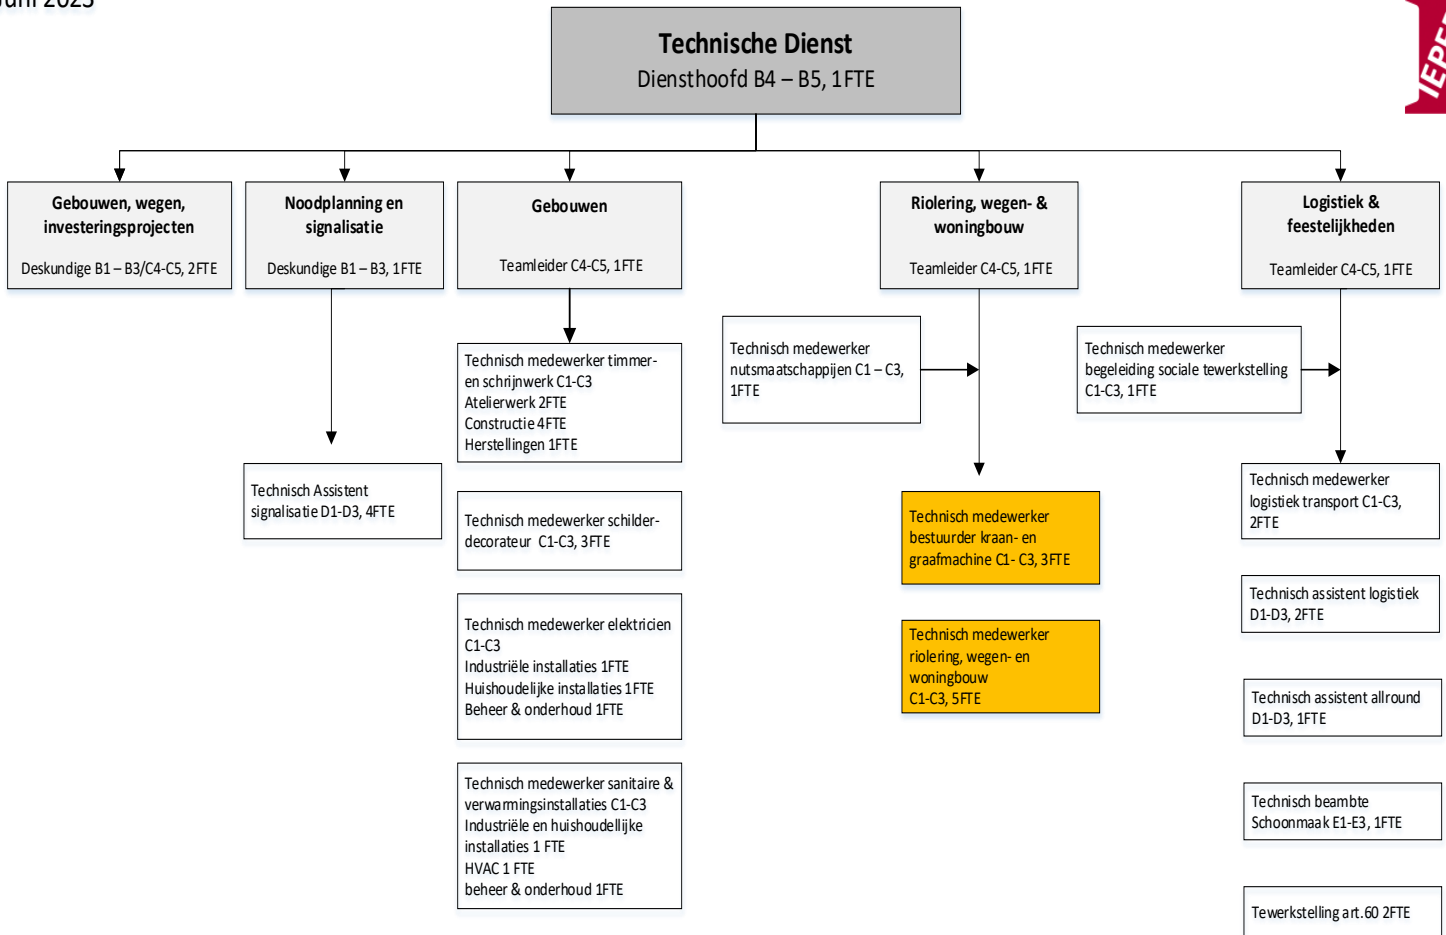 Juni 2023
IEPER
Technische Dienst
Diensthoofd B4 – B5, 1FTE
Gebouwen, wegen,
investeringsprojecten
Deskundige B1 – B3/C4-C5, 2FTE
Noodplanning en
signalisatie
Deskundige B1 – B3, 1FTE
Gebouwen
Teamleider C4-C5, 1FTE
Riolering, wegen- &
woningbouw
Teamleider C4-C5, 1FTE
Logistiek &
feestelijkheden
Teamleider C4-C5, 1FTE
Technisch Assistent
signalisatie D1-D3, 4FTE
Technisch medewerker timmer-
en schrijnwerk C1-C3
Atelierwerk 2FTE
Constructie 4FTE
Herstellingen 1FTE
Technisch medewerker schilder-
decorateur C1-C3, 3FTE
Technisch medewerker elektricien
C1-C3
Industriële installaties 1FTE
Huishoudelijke installaties 1FTE
Beheer & onderhoud 1FTE
Technisch medewerker sanitaire &
verwarmingsinstallaties C1-C3
Industriële en huishoudellijke
installaties 1 FTE
HVAC 1 FTE
beheer & onderhoud 1FTE
Technisch medewerker
nutsmaatschappijen C1 – C3,
1FTE
Technisch medewerker
bestuurder kraan- en
graafmachine C1- C3, 3FTE
Technisch medewerker
riolering, wegen- en
woningbouw
C1-C3, 5FTE
Technisch medewerker
begeleiding sociale tewerkstelling
C1-C3, 1FTE
Technisch medewerker
logistiek transport C1-C3,
2FTE
Technisch assistent logistiek
D1-D3, 2FTE
Technisch assistent allround
D1-D3, 1FTE
Technisch beambte
Schoonmaak E1-E3, 1FTE
Tewerkstelling art.60 2FTE